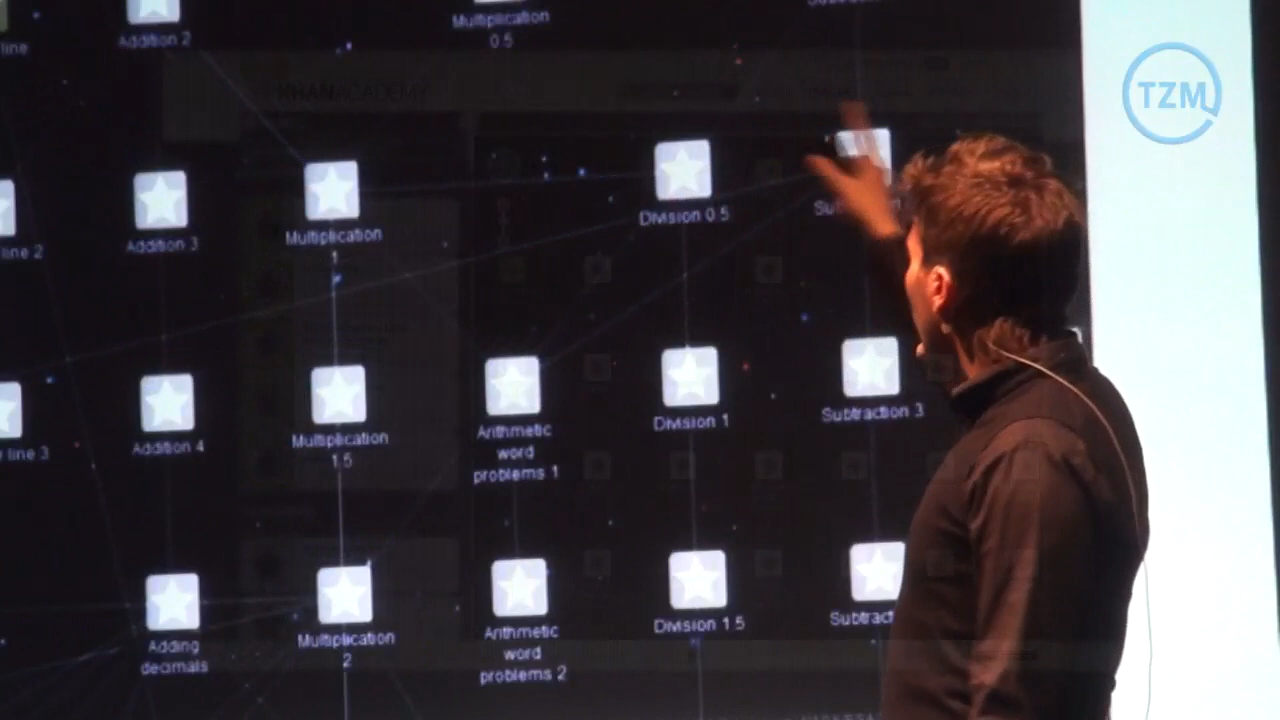 line
Addition 2
Multiplication
0.5
KHANACADEMY
TZM
line 2
Addition 3
Multiplication
1
Division 0.5
line 3
Addition 4
Multiplication
1.5
Arithmetic
word
problems 1
Division 1
Subtraction 3
Adding
decimals
Multiplication
2
Arithmetic
word
problems 2
Division 1.5